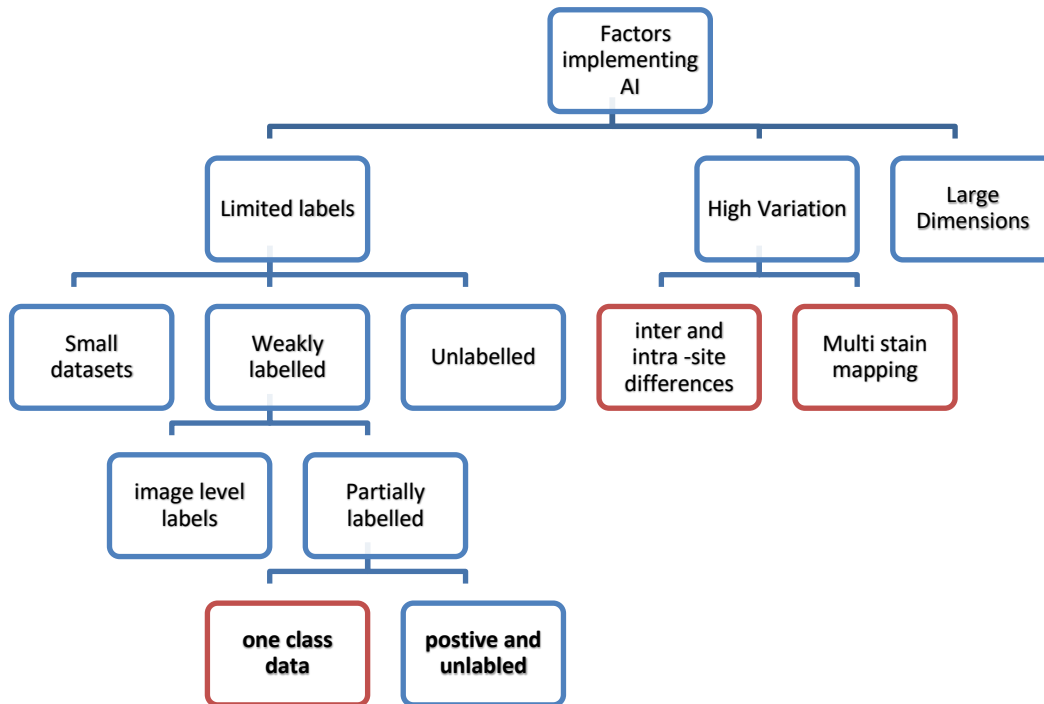 Factors
implementing
AI
Limited labels
High Variation
Large
Dimensions
Small
datasets
Weakly
labelled
Unlabelled
inter and
intra -site
differences
Multi stain
mapping
image level
labels
Partially
labelled
one class
data
postive and
unlabled